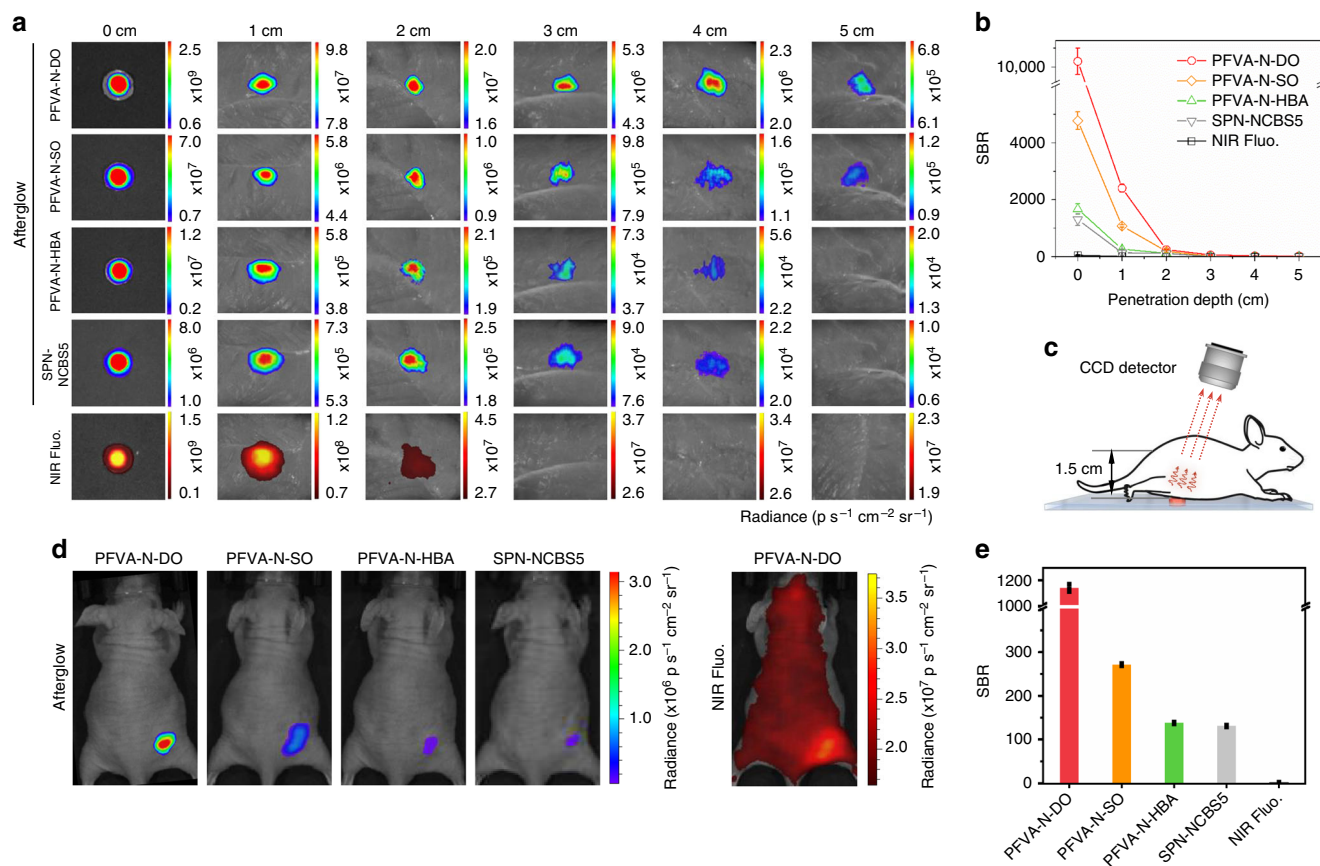 a
0 cm 1 cm 2 cm 3 cm 4 cm 5 cm
Afterglow
PFVA-N-DO
2.5 x10⁹ 0.6
9.8 x10⁷ 7.8
2.0 x10⁷ 1.6
5.3 x10⁶ 4.3
2.3 x10⁶ 2.0
6.8 x10⁵ 6.1
PFVA-N-SO
7.0 x10⁷ 0.7
5.8 x10⁶ 4.4
1.0 x10⁶ 0.9
9.8 x10⁵ 7.9
1.6 x10⁵ 1.1
1.2 x10⁵ 0.9
PFVA-N-HBA
1.2 x10⁷ 0.2
5.6 x10⁵ 3.8
2.1 x10⁵ 1.9
7.3 x10⁴ 3.7
5.8 x10⁴ 2.2
2.0 x10⁴ 1.3
SPN-
NCBS5
8.0 x10⁶ 1.0
7.3 x10⁵ 5.3
2.5 x10⁵ 1.8
9.0 x10⁴ 7.6
2.2 x10⁴ 2.0
1.0 x10⁴ 0.6
NIR Fluo.
1.5 x10⁹ 0.1
1.2 x10⁸ 0.7
4.5 x10⁷ 2.7
3.7 x10⁷ 2.6
3.4 x10⁷ 2.6
2.3 x10⁷ 1.9
Radiance (p s⁻¹ cm⁻² sr⁻¹)
b
10,000
4000
2000
0
SBR
PFVA-N-DO
PFVA-N-SO
PFVA-N-HBA
SPN-NCBS5
NIR Fluo.
0 1 2 3 4 5
Penetration depth (cm)
c
CCD detector
1.5 cm
d
PFVA-N-DO PFVA-N-SO PFVA-N-HBA SPN-NCBS5
Afterglow
3.0
2.0
1.0
Radiance (x10⁶ p s⁻¹ cm⁻² sr⁻¹)
PFVA-N-DO
NIR Fluo.
3.5
3.0
2.5
2.0
Radiance (x10⁷ p s⁻¹ cm⁻² sr⁻¹)
e
1200
1000
300
200
100
0
SBR
PFVA-N-DO
PFVA-N-SO
PFVA-N-HBA
SPN-NCBS5
NIR Fluo.